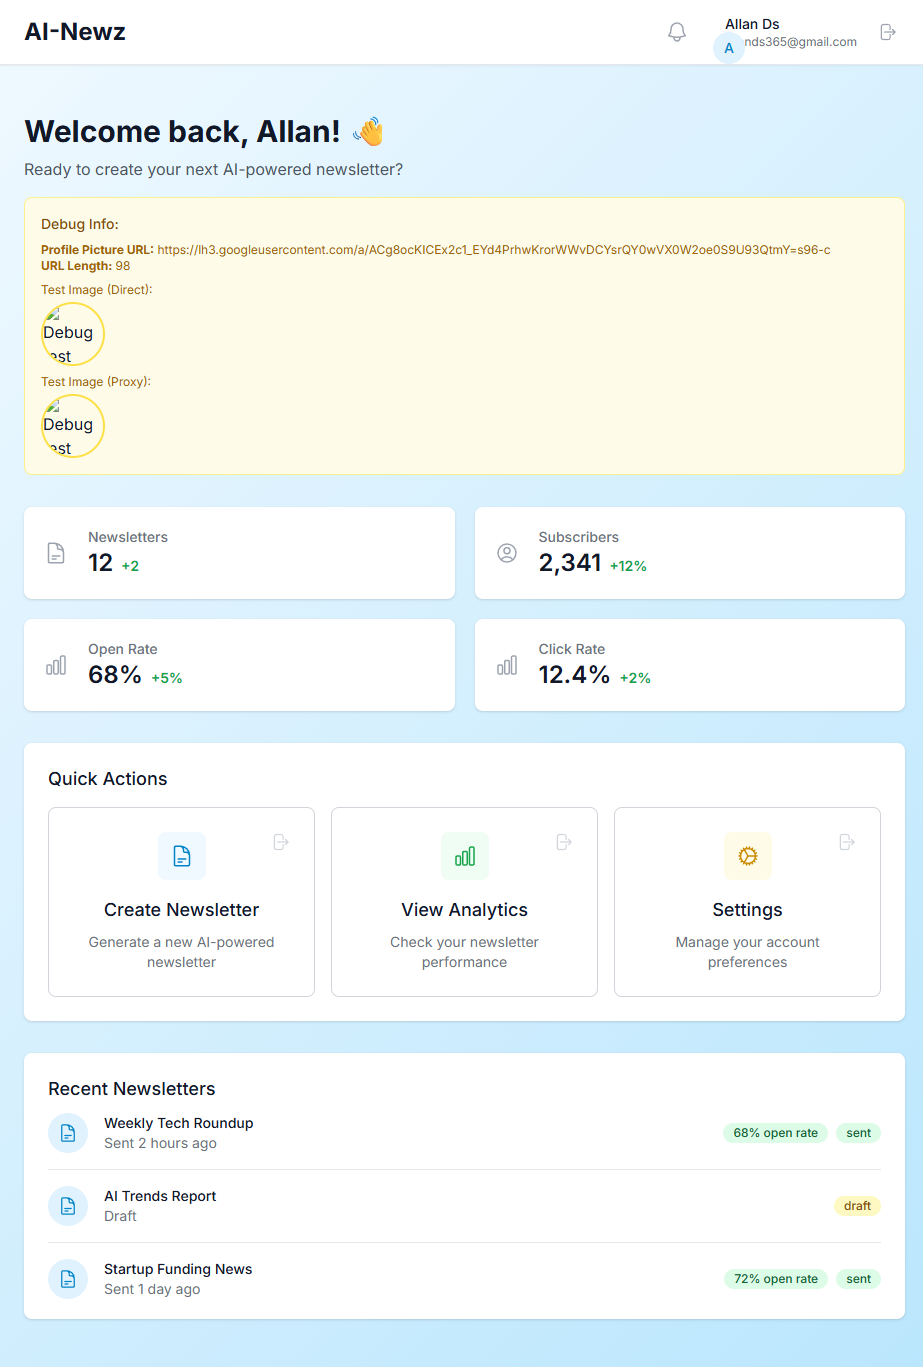 AI-Newz
Allan Ds
A
nds365@gmail.com
Welcome back, Allan! 👋
Ready to create your next AI-powered newsletter?
Debug Info:
Profile Picture URL: https://lh3.googleusercontent.com/a/ACg8ocKICEx2c1_EYd4PrhwKrorWWvDCYsrQY0wVX0W2oe0S9U93QtmY=s96-c
URL Length: 98
Test Image (Direct):
Debug
est
Test Image (Proxy):
Debug
est
Newsletters
12 +2
Subscribers
2,341 +12%
Open Rate
68% +5%
Click Rate
12.4% +2%
Quick Actions
Create Newsletter
Generate a new AI-powered
newsletter
View Analytics
Check your newsletter
performance
Settings
Manage your account
preferences
Recent Newsletters
Weekly Tech Roundup
Sent 2 hours ago
68% open rate
sent
AI Trends Report
Draft
draft
Startup Funding News
Sent 1 day ago
72% open rate
sent